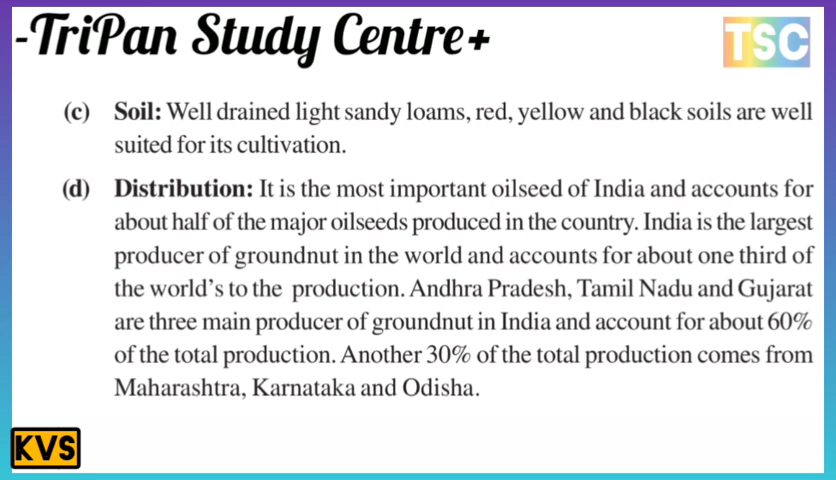 -TriPan Study Centre+
TSC
(c) Soil: Well drained light sandy loams, red, yellow and black soils are well
suited for its cultivation.
(d) Distribution: It is the most important oilseed of India and accounts for
about half of the major oilseeds produced in the country. India is the largest
producer of groundnut in the world and accounts for about one third of
the world's to the production. Andhra Pradesh, Tamil Nadu and Gujarat
are three main producer of groundnut in India and account for about 60%
of the total production. Another 30% of the total production comes from
Maharashtra, Karnataka and Odisha.
KVS